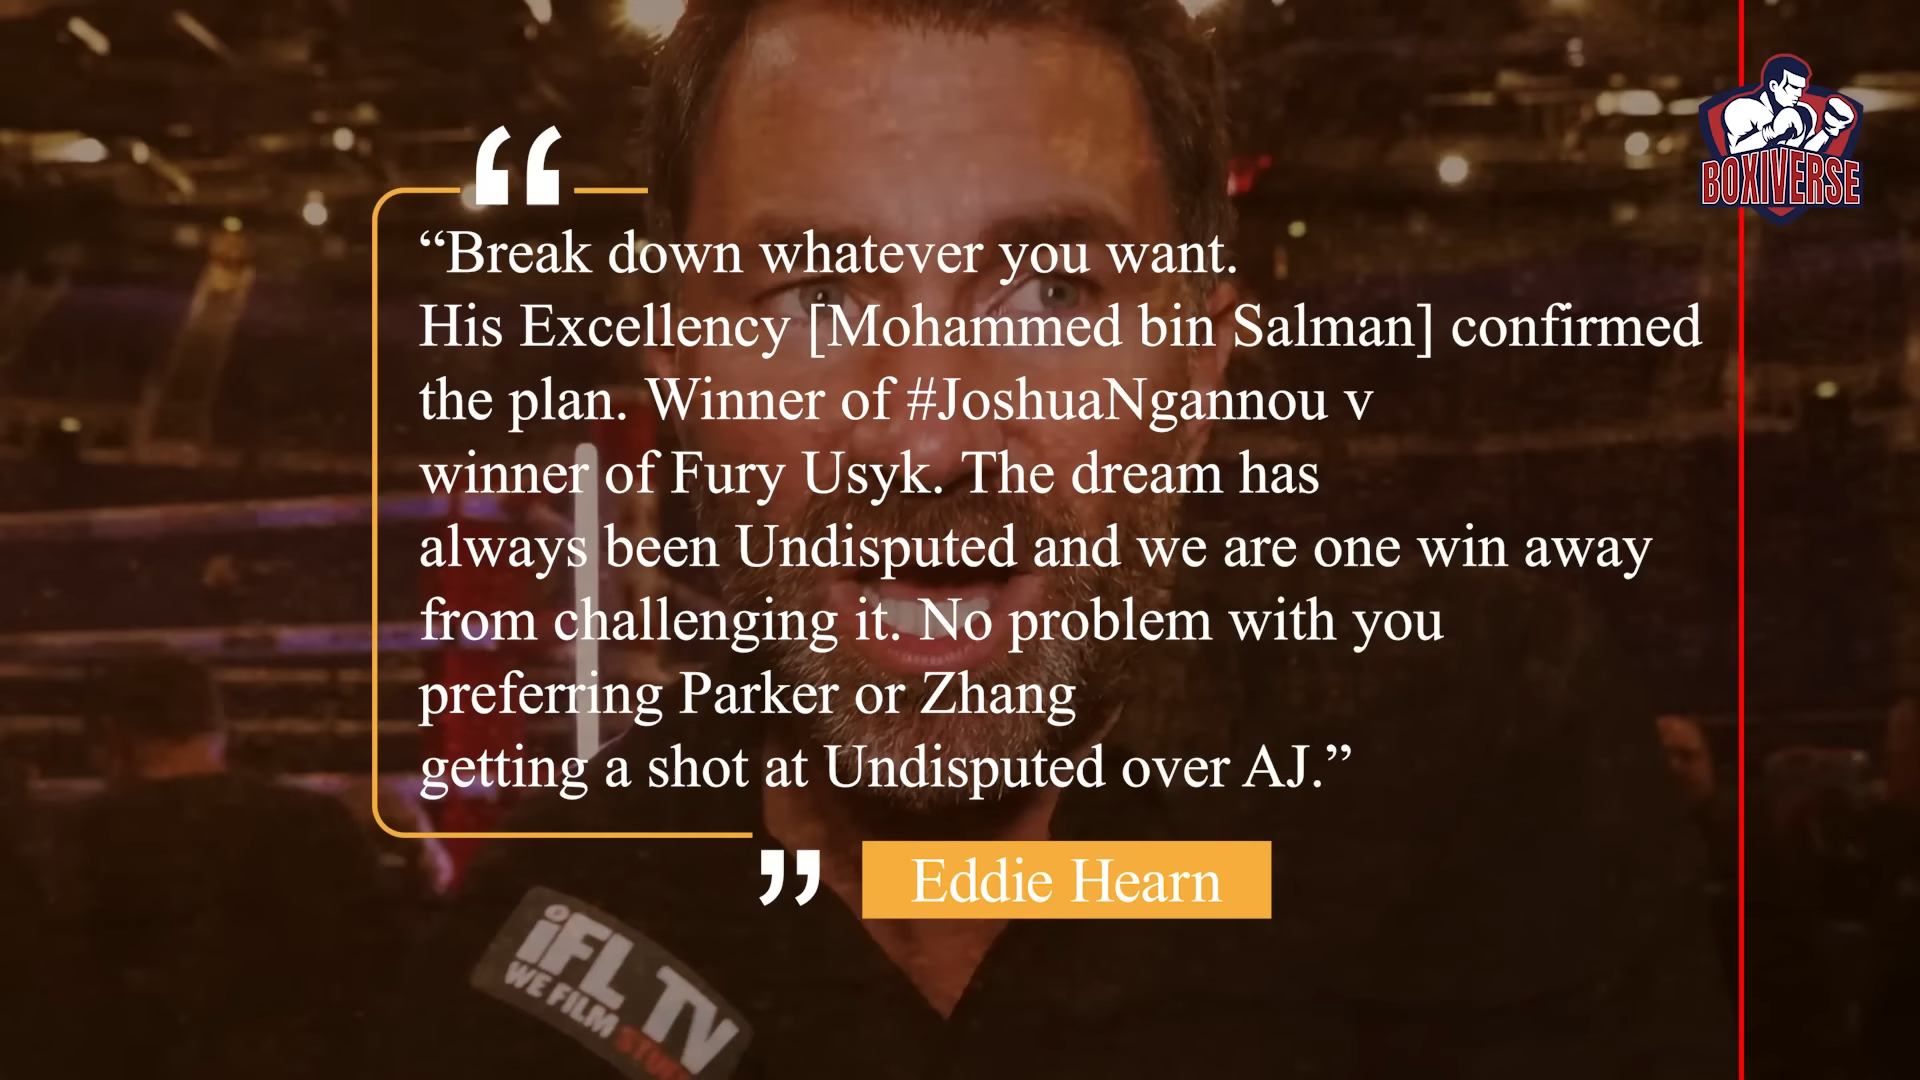 BOXIVERSE
“Break down whatever you want.
His Excellency [Mohammed bin Salman] confirmed
the plan. Winner of #JoshuaNgannou v
winner of Fury Usyk. The dream has
always been Undisputed and we are one win away
from challenging it. No problem with you
preferring Parker or Zhang
getting a shot at Undisputed over AJ.”
Eddie Hearn
iFL TV
WE FILM